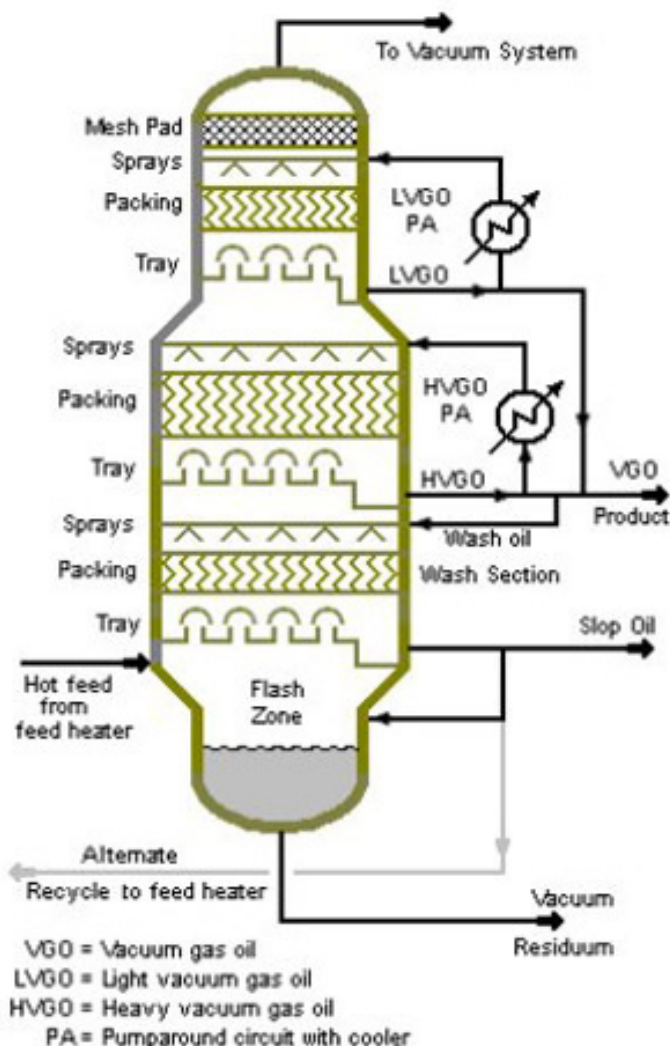 To Vacuum System
Mesh Pad
Sprays
Packing
LVGO
PA
Tray
LVGO
Sprays
Packing
HVGO
PA
Tray
HVGO
VGO
Product
Sprays
Wash oil
Packing
Wash Section
Tray
Slop Oil
Hot feed
from
feed heater
Flash
Zone
Alternate
Recycle to feed heater
Vacuum
Residuum
VGO = Vacuum gas oil
LVGO = Light vacuum gas oil
HVGO = Heavy vacuum gas oil
PA = Pumparound circuit with cooler